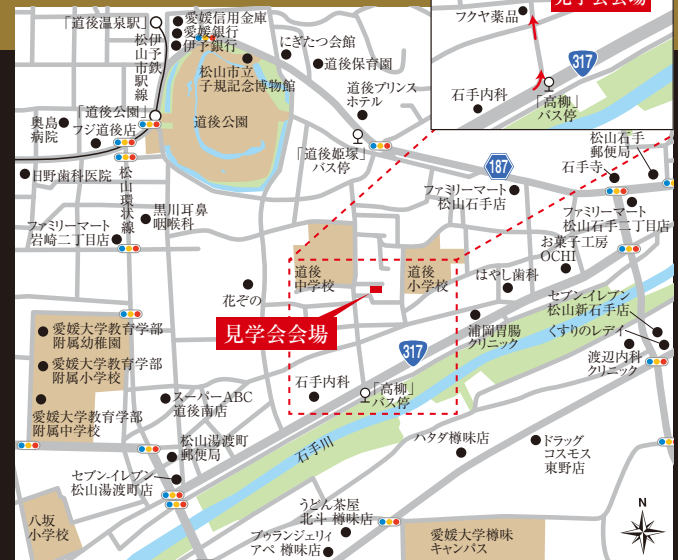 「道後温泉駅」
伊予鉄
松山市駅線
愛媛信用金庫
愛媛銀行
伊予銀行
にぎたつ会館
道後保育園
松山市立
子規記念博物館
道後プリンス
ホテル
フクヤ薬品
見学会会場
317
石手内科
「高柳」
バス停
「道後公園」
道後公園
奥島
病院
フジ道後店
「道後姫塚」
バス停
187
松山石手
郵便局
石手寺
日野歯科医院
松山環状線
ファミリーマート
松山石手店
ファミリーマート
松山石手二丁目店
黒川耳鼻
咽喉科
ファミリーマート
岩崎二丁目店
お菓子工房
OCHI
道後
中学校
道後
小学校
はやし歯科
花ぞの
セブン-イレブン
松山新石手店
見学会会場
くすりのレデイ
浦岡胃腸
クリニック
渡辺内科
クリニック
愛媛大学教育学部
附属幼稚園
愛媛大学教育学部
附属小学校
愛媛大学教育学部
附属中学校
317
石手内科
「高柳」
バス停
スーパーABC
道後南店
石手川
ハタダ樽味店
ドラッグ
コスモス
東野店
松山湯渡町
郵便局
セブン-イレブン
松山湯渡町店
八坂
小学校
うどん茶屋
北斗 樽味店
ブゥランジェリィ
アペ 樽味店
愛媛大学樽味
キャンパス
N